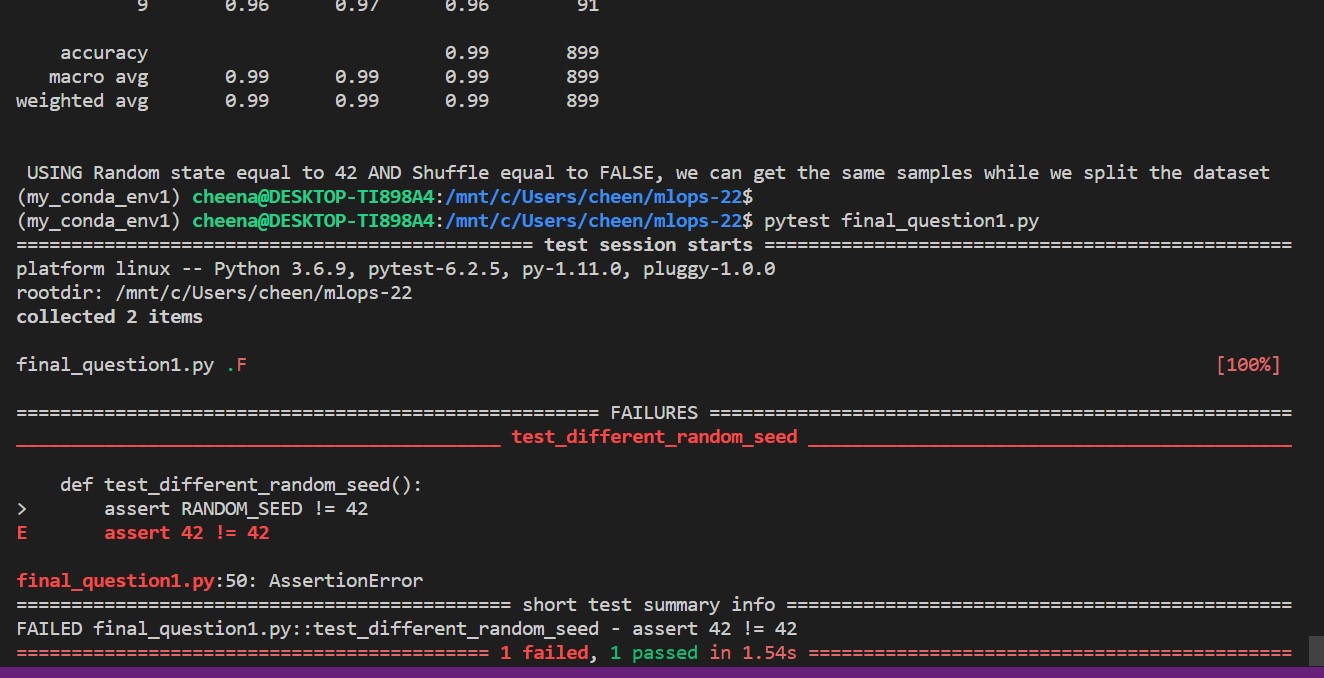 9 0.96 0.97 0.96 91
accuracy 0.99 899
macro avg 0.99 0.99 0.99 899
weighted avg 0.99 0.99 0.99 899
USING Random state equal to 42 AND Shuffle equal to FALSE, we can get the same samples while we split the dataset
(my_conda_env1) cheena@DESKTOP-TI898A4:/mnt/c/Users/cheen/mlops-22$
(my_conda_env1) cheena@DESKTOP-TI898A4:/mnt/c/Users/cheen/mlops-22$ pytest final_question1.py
=============================================== test session starts ================================================
platform linux -- Python 3.6.9, pytest-6.2.5, py-1.11.0, pluggy-1.0.0
rootdir: /mnt/c/Users/cheen/mlops-22
collected 2 items
final_question1.py .F [100%]
===================================================== FAILURES =====================================================
____________________________________________ test_different_random_seed ____________________________________________
def test_different_random_seed():
> assert RANDOM_SEED != 42
E assert 42 != 42
final_question1.py:50: AssertionError
============================================= short test summary info ==============================================
FAILED final_question1.py::test_different_random_seed - assert 42 != 42
=========================================== 1 failed, 1 passed in 1.54s ============================================